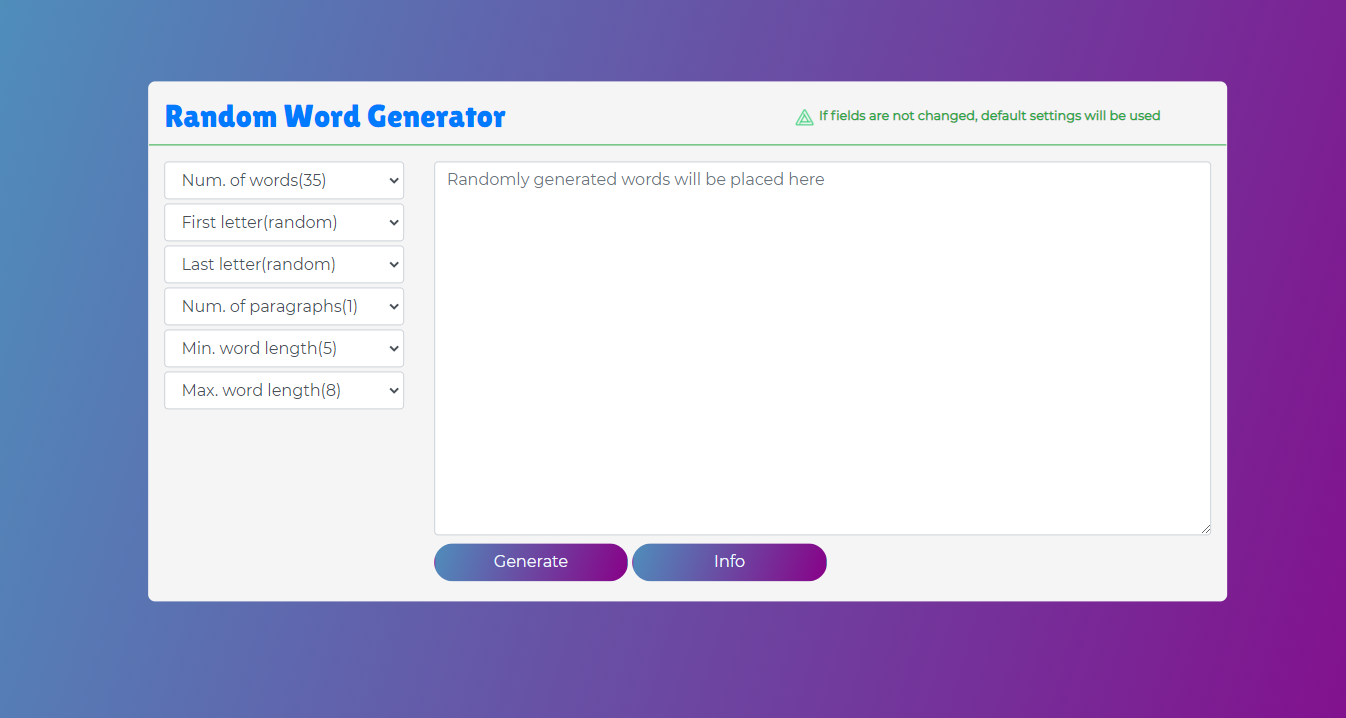 Random Word Generator
If fields are not changed, default settings will be used
Num. of words(35)
First letter(random)
Last letter(random)
Num. of paragraphs(1)
Min. word length(5)
Max. word length(8)
Randomly generated words will be placed here
Generate
Info